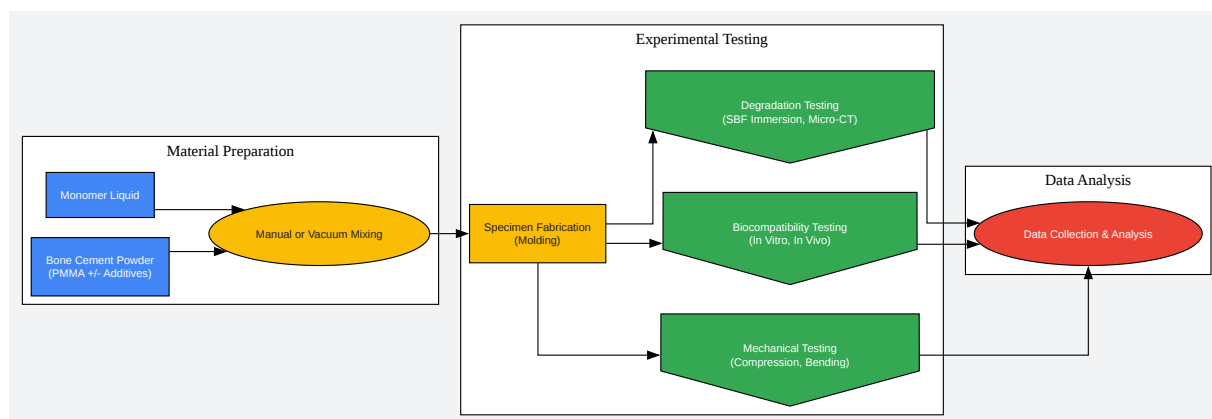 Material Preparation
Monomer Liquid
Bone Cement Powder
(PMMA +/- Additives)
Manual or Vacuum Mixing
Experimental Testing
Specimen Fabrication
(Molding)
Degradation Testing
(SBF Immersion, Micro-CT)
Biocompatibility Testing
(In Vitro, In Vivo)
Mechanical Testing
(Compression, Bending)
Data Analysis
Data Collection & Analysis